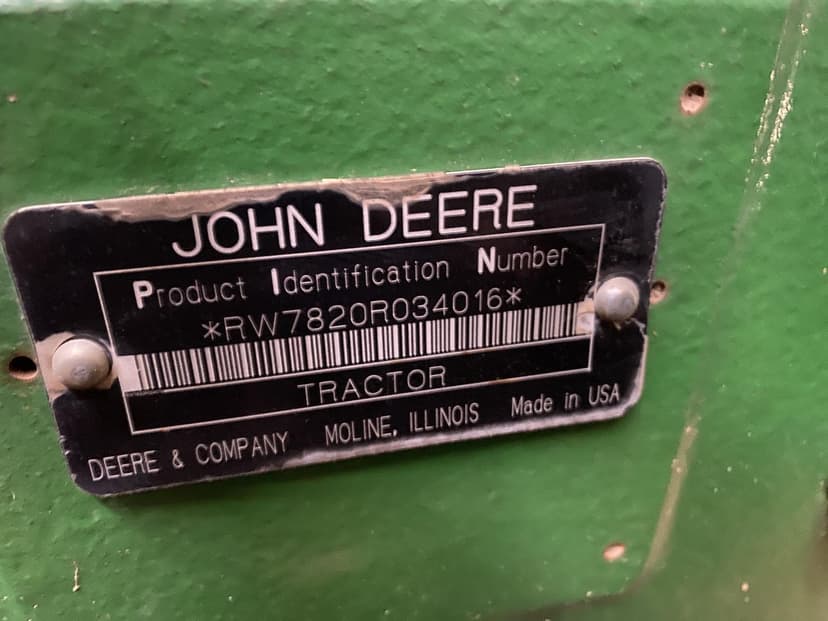 JOHN DEERE
Product Identification Number
*RW7820R034016*
TRACTOR
DEERE & COMPANY MOLINE, ILLINOIS Made in USA